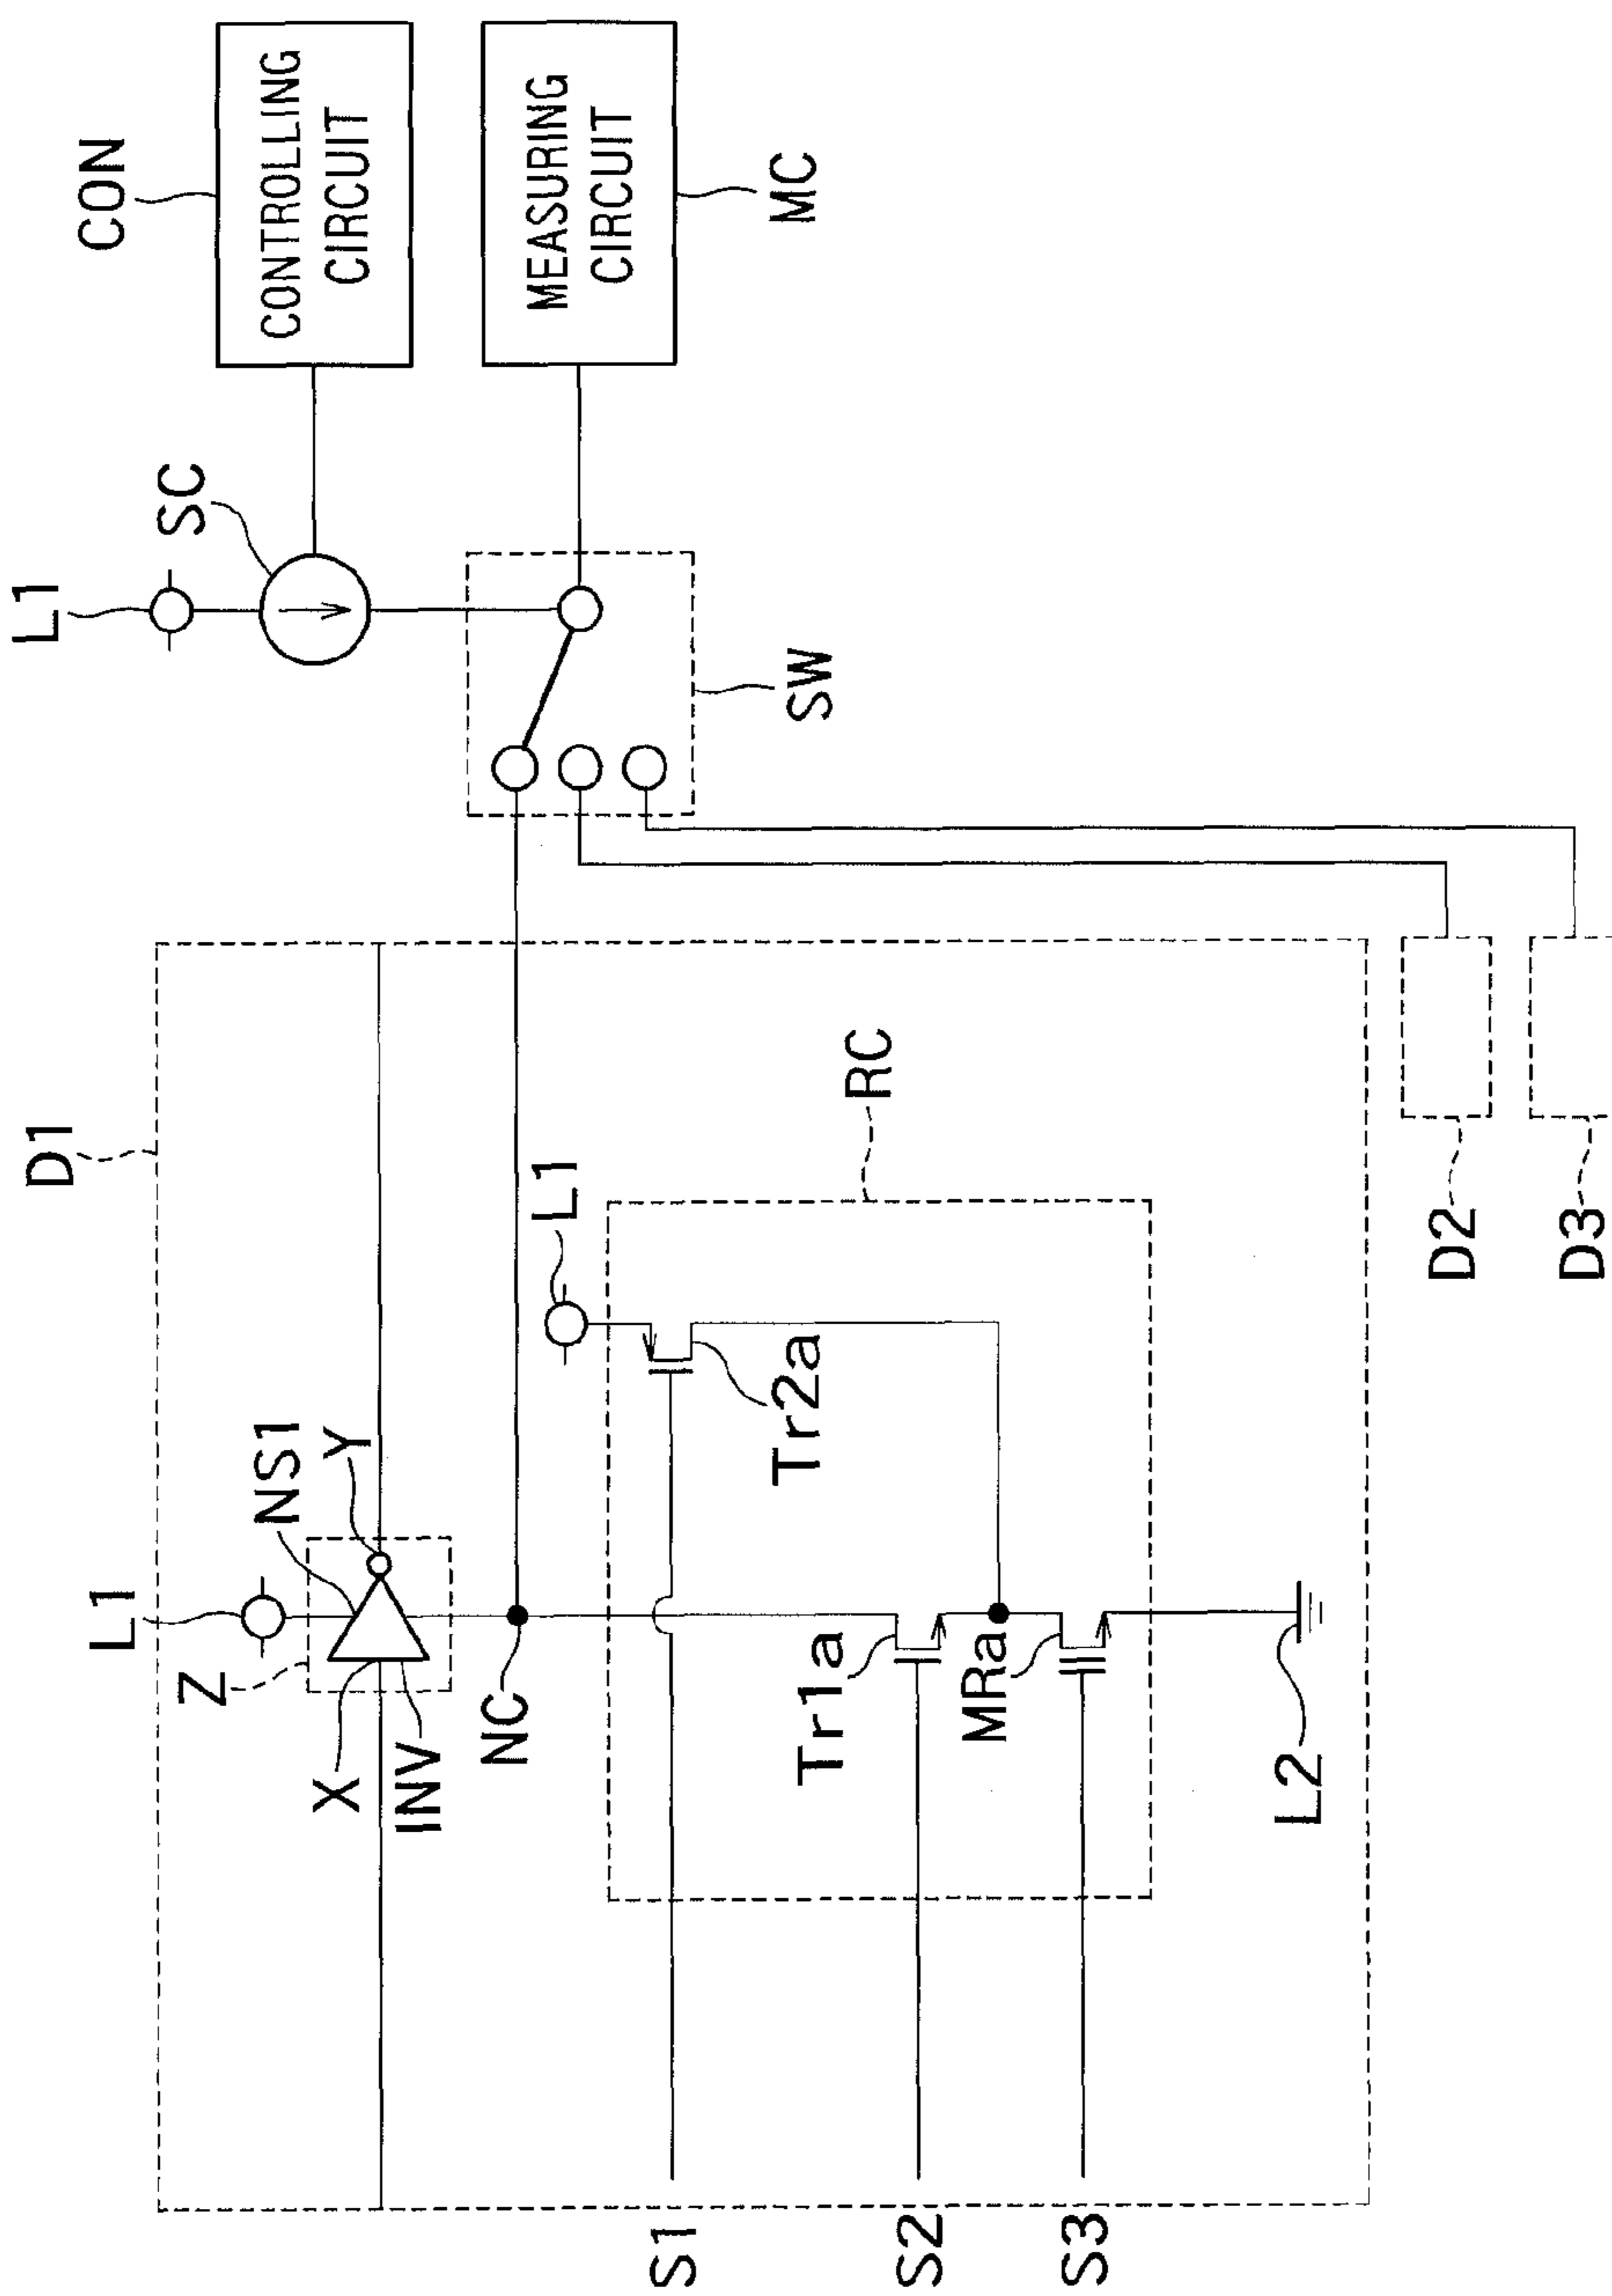 CON
CONTROLLING
CIRCUIT
MEASURING
CIRCUIT
MC
L1
SC
SW
D1
L1
RC
D2
D3
L1
Z
NS1
Y
X
INV
NC
Tr2a
Tr1a
MRa
L2
S1
S2
S3